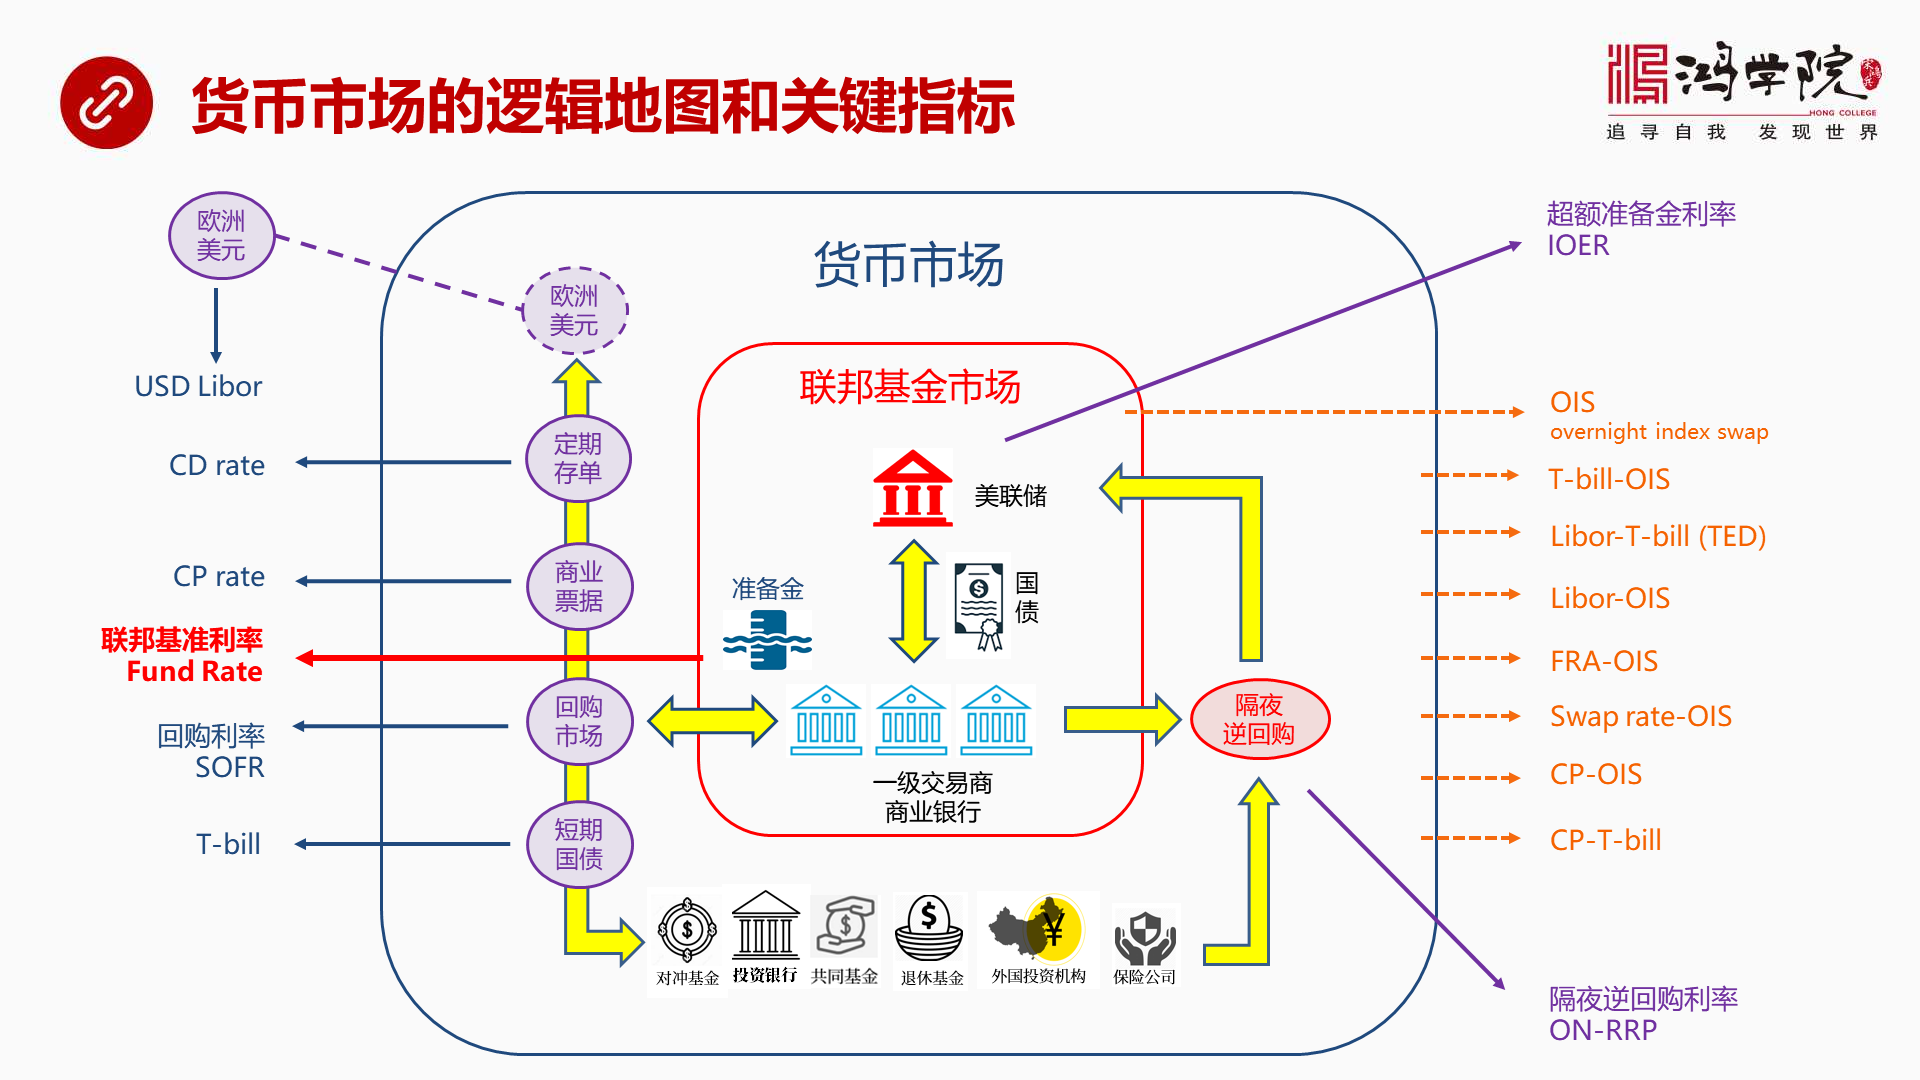 货币市场的逻辑地图和关键指标
鸿学院
宋鸿兵
HONG COLLEGE
追寻自我 发现世界
欧洲
美元
USD Libor
CD rate
CP rate
联邦基准利率
Fund Rate
回购利率
SOFR
T-bill
货币市场
欧洲
美元
定期
存单
商业
票据
回购
市场
短期
国债
联邦基金市场
美联储
准备金
国
债
一级交易商
商业银行
隔夜
逆回购
对冲基金
投资银行
共同基金
退休基金
外国投资机构
保险公司
超额准备金利率
IOER
OIS
overnight index swap
T-bill-OIS
Libor-T-bill (TED)
Libor-OIS
FRA-OIS
Swap rate-OIS
CP-OIS
CP-T-bill
隔夜逆回购利率
ON-RRP